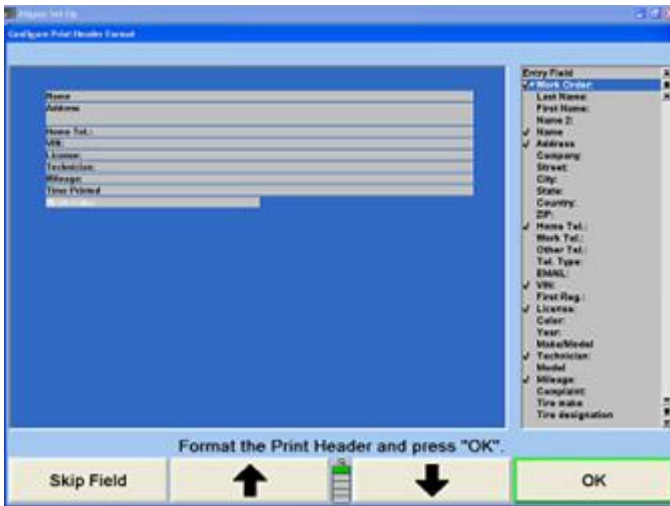 Aligner Set-Up
Configure Print Header Format
Name
Address
Home Tel.:
VIN:
License:
Technician:
Mileage:
Time Printed
Entry Field
Work Order:
Last Name:
First Name:
Name 2:
Name
Address
Company:
Street:
City:
State:
Country:
ZIP:
Home Tel.:
Work Tel.:
Other Tel.:
Tel. Type:
EMAIL:
VIN:
First Reg.:
License:
Color:
Year:
Make/Model
Technician:
Model
Mileage:
Complaint:
Tire make
Tire designation
Format the Print Header and press "OK".
Skip Field
OK